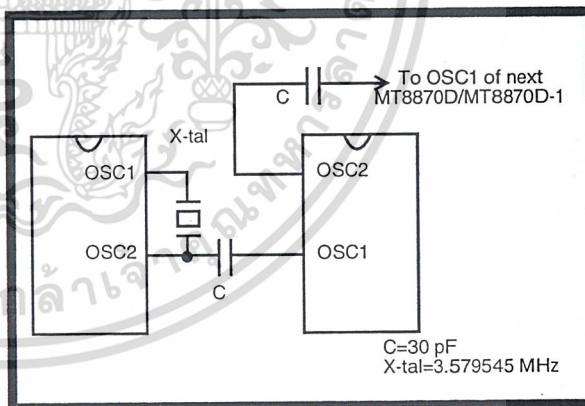 To OSC1 of next
MT8870D/MT8870D-1
C
X-tal
OSC1
OSC2
OSC2
OSC1
C
C=30 pF
X-tal=3.579545 MHz